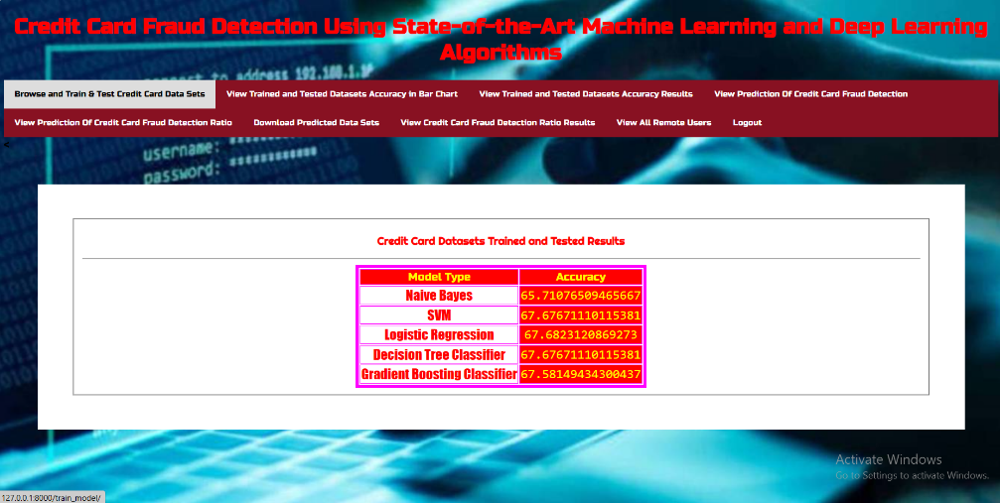 Credit Card Fraud Detection Using State-of-the-Art Machine Learning and Deep Learning
Algorithms
connect to address 192.168.1.
Browse and Train & Test Credit Card Data Sets View Trained and Tested Datasets Accuracy in Bar Chart View Trained and Tested Datasets Accuracy Results View Prediction Of Credit Card Fraud Detection
View Prediction Of Credit Card Fraud Detection Ratio Download Predicted Data Sets View Credit Card Fraud Detection Ratio Results View All Remote Users Logout
<
username: **********
password: **********
Credit Card Datasets Trained and Tested Results
Model Type Accuracy
Naive Bayes 65.71076509465667
SVM 67.67671110115381
Logistic Regression 67.6823120869273
Decision Tree Classifier 67.67671110115381
Gradient Boosting Classifier 67.58149434300437
Activate Windows
Go to Settings to activate Windows.
127.0.0.1:8000/train_model/